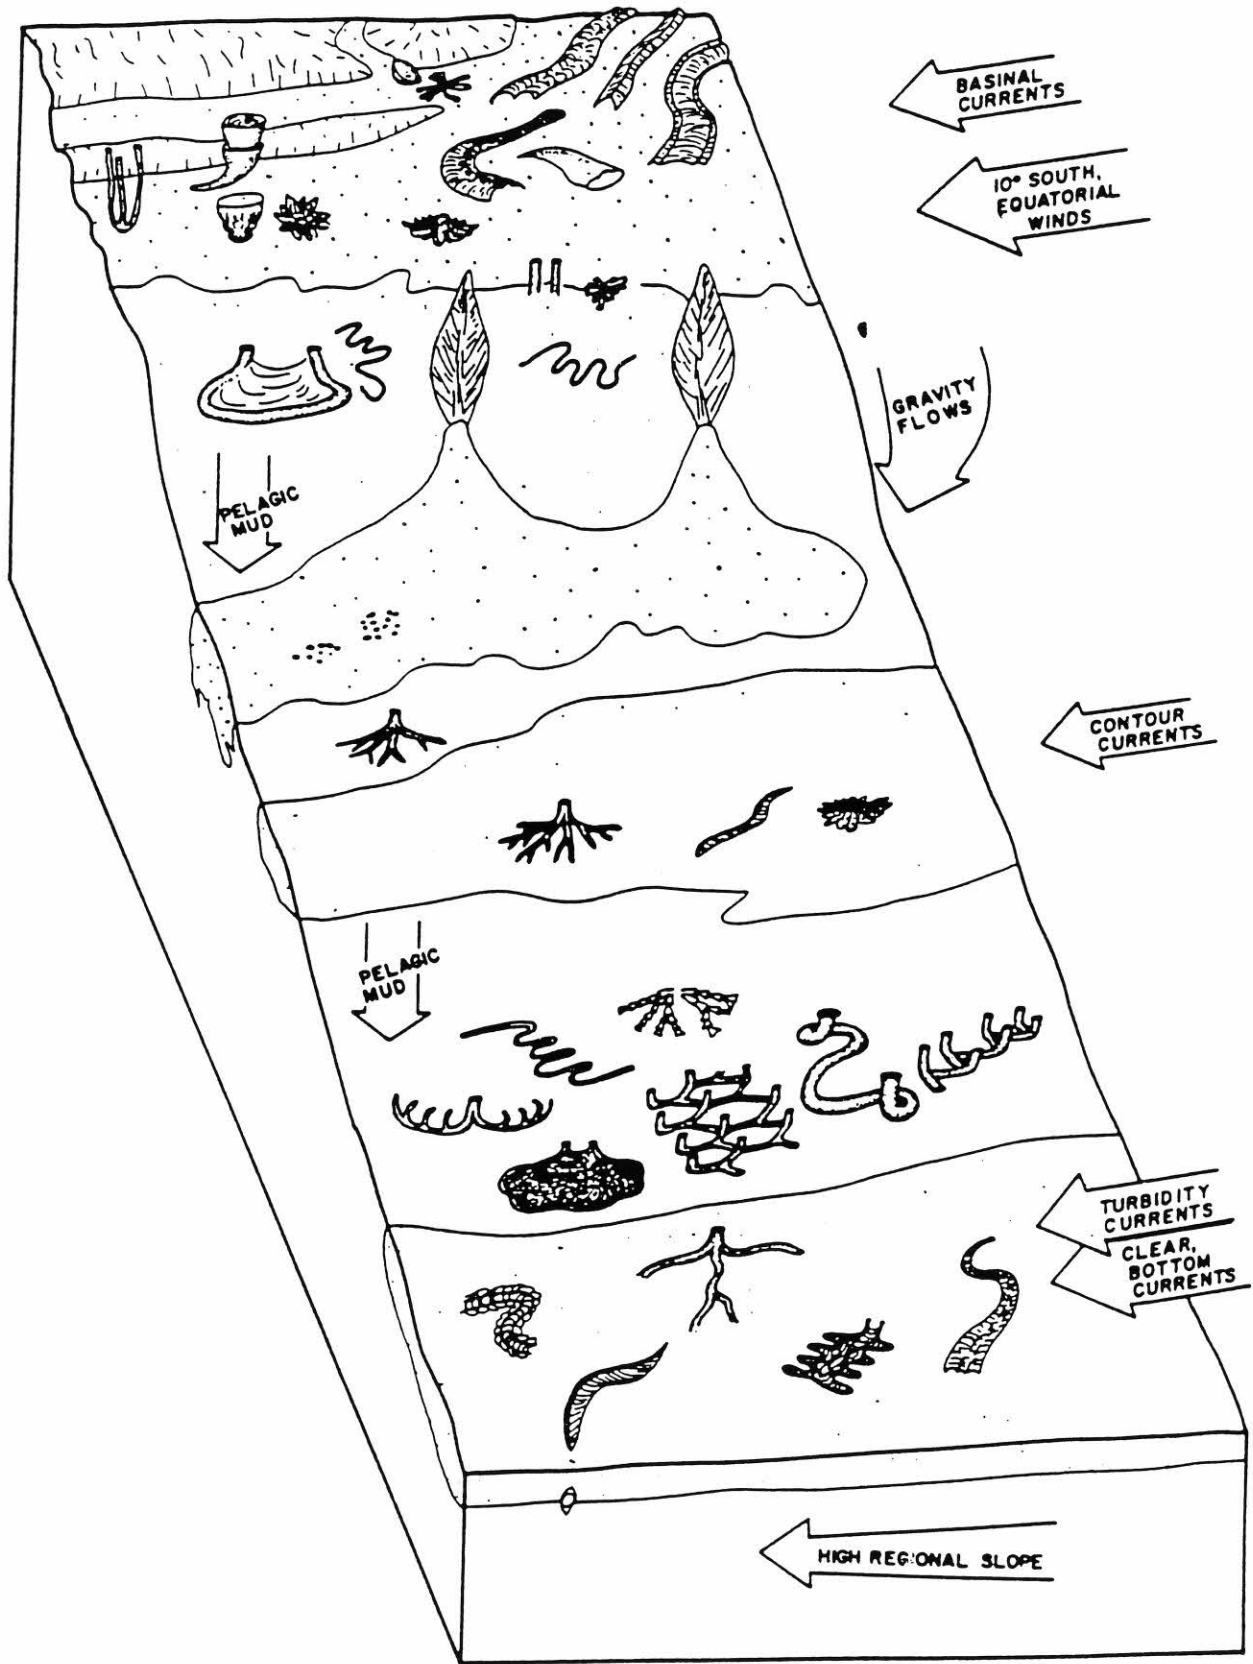 BASINAL
CURRENTS
10° SOUTH,
EQUATORIAL
WINDS
GRAVITY
FLOWS
PELAGIC
MUD
CONTOUR
CURRENTS
PELAGIC
MUD
TURBIDITY
CURRENTS
CLEAR,
BOTTOM
CURRENTS
HIGH REGIONAL SLOPE